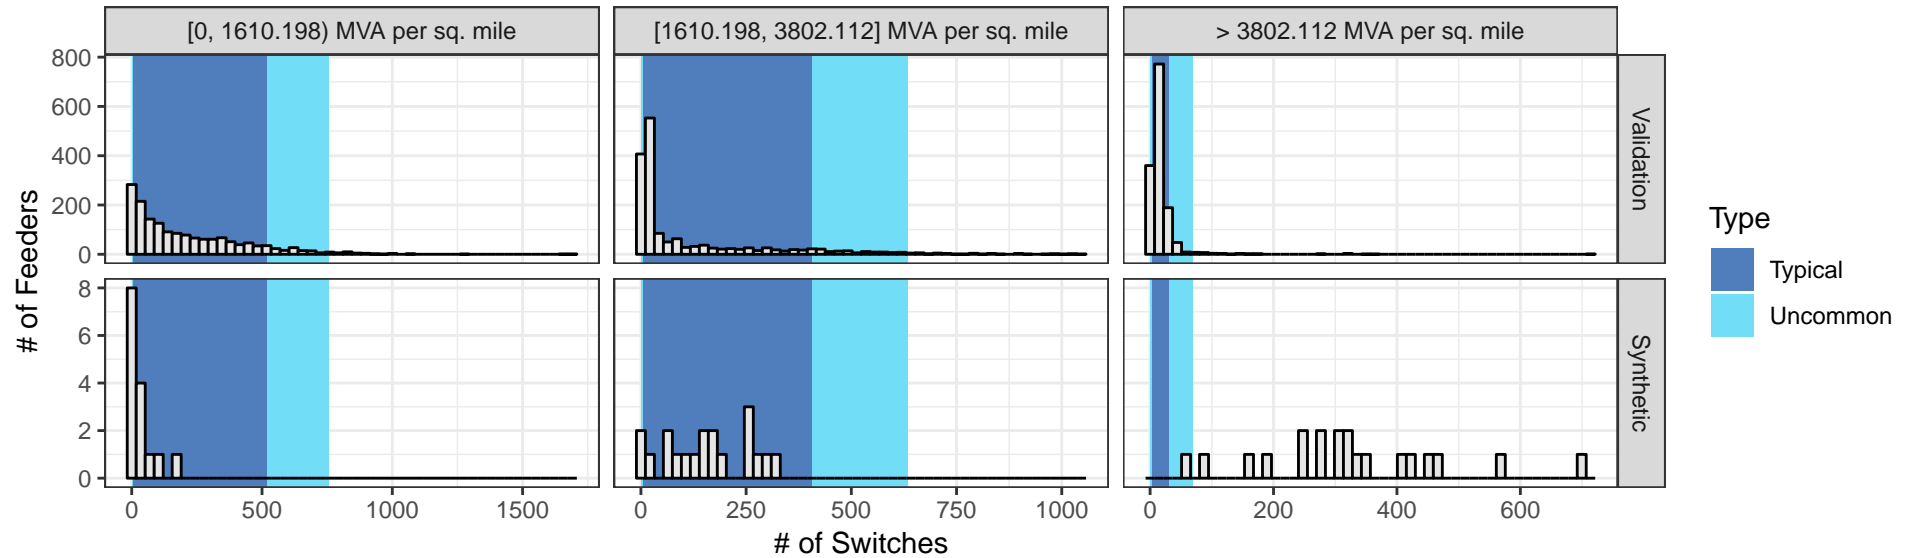 [0, 1610.198) MVA per sq. mile
[1610.198, 3802.112] MVA per sq. mile
> 3802.112 MVA per sq. mile
800
600
400
200
0
Validation
8
6
4
2
0
Synthetic
# of Feeders
0 500 1000 1500
0 250 500 750 1000
0 200 400 600
# of Switches
Type
Typical
Uncommon